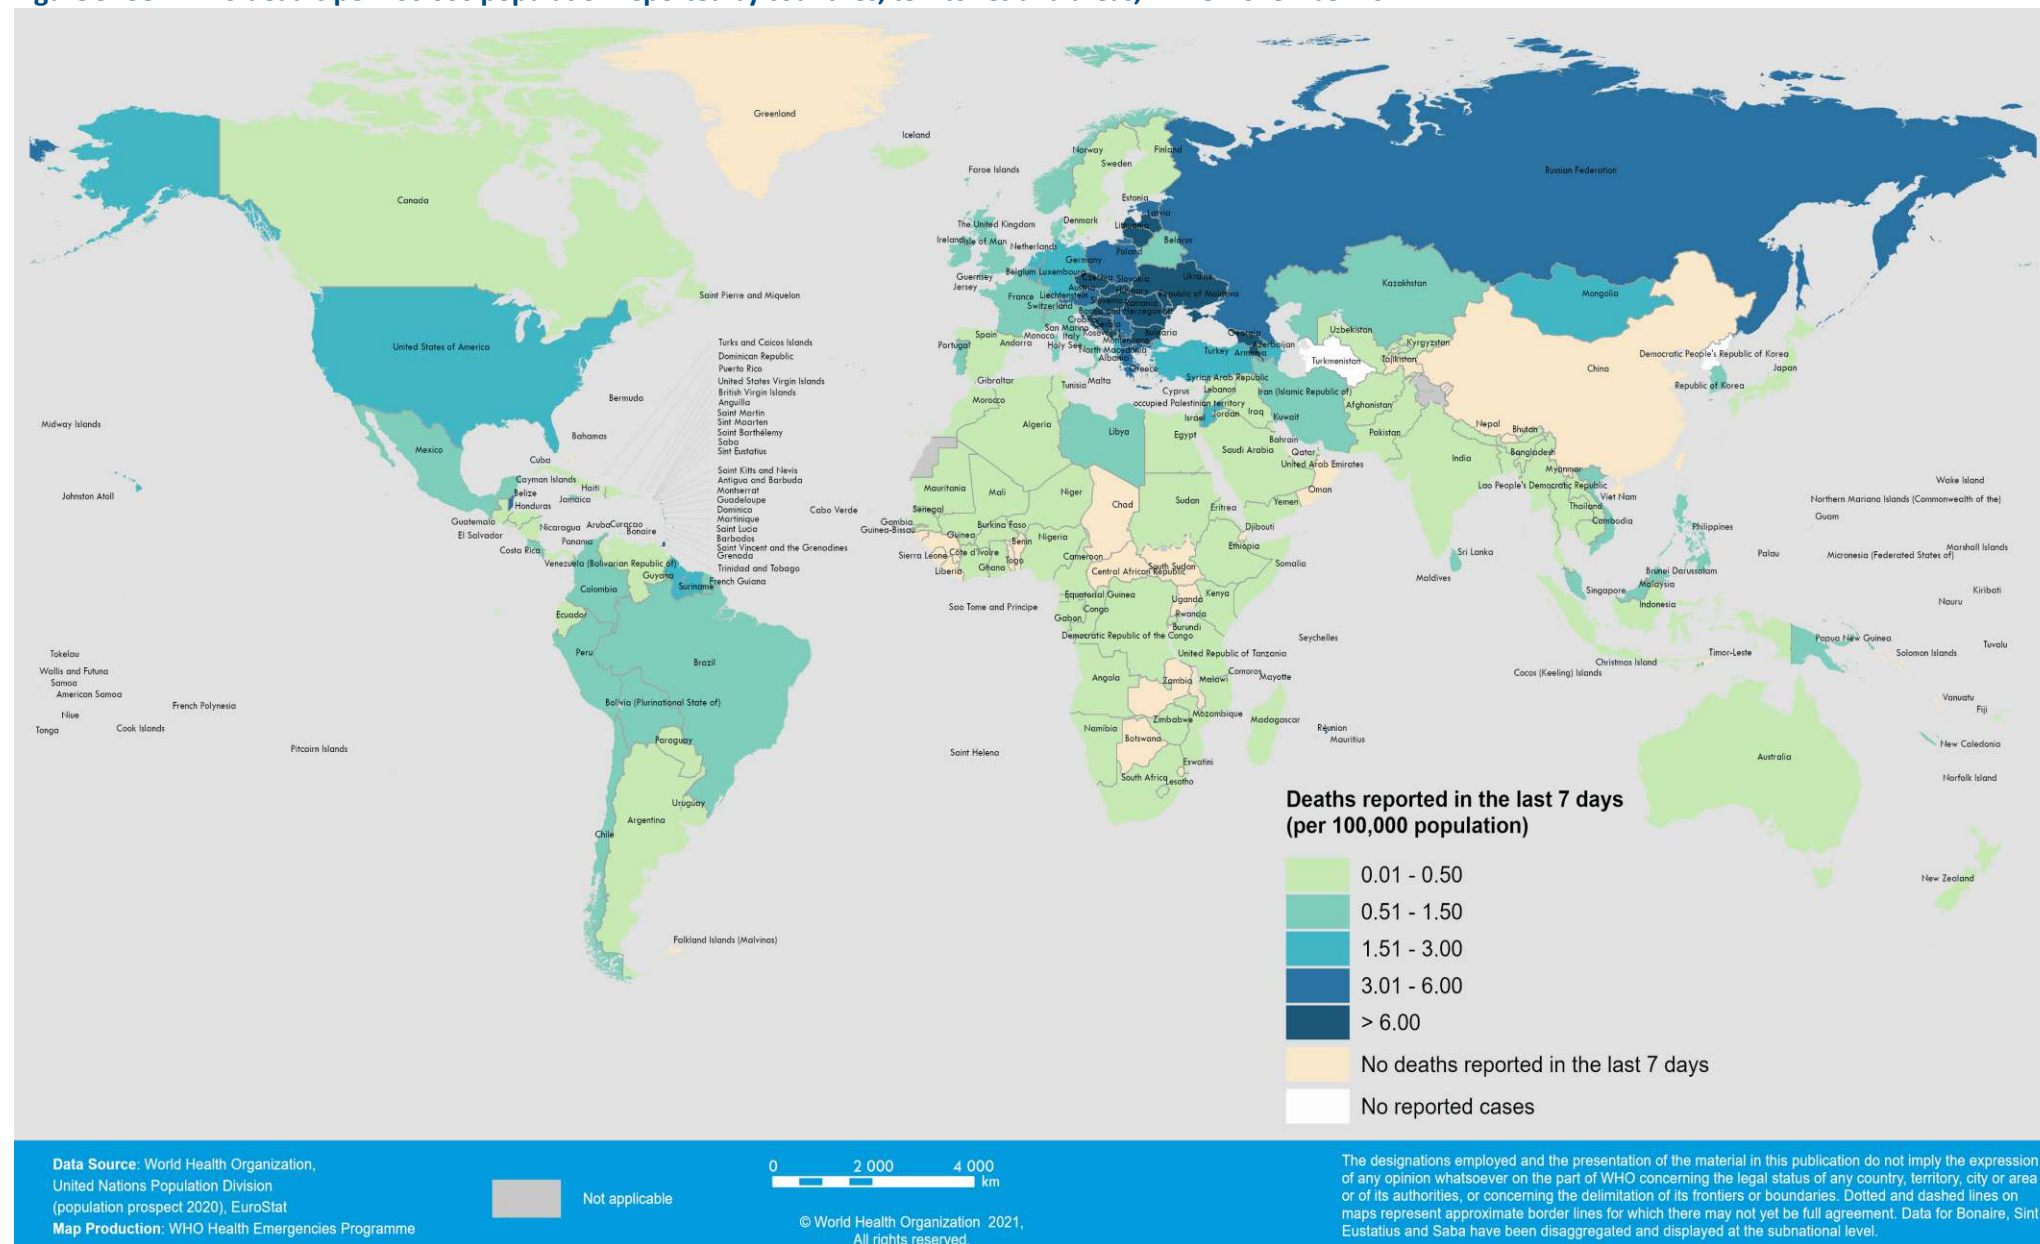 Greenland
Iceland
Russian Federation
Norway
Finland
Sweden
Faroe Islands
Canada
Estonia
Latvia
Denmark
The United Kingdom
Lithuania
Ireland
Isle of Man
Netherlands
Belarus
Poland
Germany
Belgium
Luxembourg
Guernsey
Jersey
Czechia
Slovakia
Ukraine
Kazakhstan
Mongolia
Saint Pierre and Miquelon
France
Liechtenstein
Austria
Hungary
Republic of Moldova
Switzerland
Slovenia
Romania
Bosnia and Herzegovina
Croatia
Serbia
San Marino
Monaco
Italy
Kosovo
Bulgaria
Georgia
Uzbekistan
Spain
Andorra
Portugal
Holy See
Montenegro
North Macedonia
Albania
Greece
Turkey
Armenia
Azerbaijan
Kyrgyzstan
Tajikistan
Turkmenistan
Democratic People's Republic of Korea
China
Japan
Republic of Korea
United States of America
Turks and Caicos Islands
Dominican Republic
Puerto Rico
United States Virgin Islands
British Virgin Islands
Anguilla
Saint Martin
Sint Maarten
Saint Barthélemy
Saba
Sint Eustatius
Saint Kitts and Nevis
Antigua and Barbuda
Montserrat
Guadeloupe
Dominica
Martinique
Saint Lucia
Barbados
Saint Vincent and the Grenadines
Grenada
Trinidad and Tobago
Bermuda
Bahamas
Midway Islands
Johnston Atoll
Mexico
Cuba
Cayman Islands
Haiti
Belize
Jamaica
Honduras
Guatemala
El Salvador
Nicaragua
Aruba
Curacao
Bonaire
Costa Rica
Panama
Venezuela (Bolivarian Republic of)
Guyana
Suriname
French Guiana
Colombia
Ecuador
Peru
Brazil
Bolivia (Plurinational State of)
Paraguay
Uruguay
Argentina
Chile
Falkland Islands (Malvinas)
Tokelau
Wallis and Futuna
Samoa
American Samoa
Niue
Tonga
Cook Islands
French Polynesia
Pitcairn Islands
Gibraltar
Tunisia
Malta
Morocco
Algeria
Libya
Egypt
Cyprus
Syrian Arab Republic
Lebanon
occupied Palestinian territory
Israel
Jordan
Iraq
Iran (Islamic Republic of)
Kuwait
Afghanistan
Pakistan
Saudi Arabia
Bahrain
Qatar
United Arab Emirates
Oman
Yemen
Nepal
Bhutan
India
Bangladesh
Myanmar
Lao People's Democratic Republic
Viet Nam
Thailand
Cambodia
Philippines
Sri Lanka
Maldives
Brunei Darussalam
Malaysia
Singapore
Indonesia
Wake Island
Northern Mariana Islands (Commonwealth of the)
Guam
Palau
Micronesia (Federated States of)
Marshall Islands
Kiribati
Nauru
Papua New Guinea
Solomon Islands
Tuvalu
Timor-Leste
Christmas Island
Cocos (Keeling) Islands
Vanuatu
Fiji
New Caledonia
Norfolk Island
Australia
New Zealand
Cabo Verde
Mauritania
Mali
Niger
Chad
Sudan
Eritrea
Senegal
Gambia
Guinea-Bissau
Guinea
Burkina Faso
Benin
Nigeria
Djibouti
Ethiopia
Sierra Leone
Côte d'Ivoire
Liberia
Ghana
Togo
Cameroon
Central African Republic
South Sudan
Somalia
Equatorial Guinea
Sao Tome and Principe
Congo
Gabon
Uganda
Kenya
Rwanda
Burundi
Democratic Republic of the Congo
United Republic of Tanzania
Seychelles
Angola
Zambia
Malawi
Comoros
Mayotte
Namibia
Zimbabwe
Mozambique
Madagascar
Botswana
Réunion
Mauritius
Eswatini
South Africa
Lesotho
Saint Helena
Deaths reported in the last 7 days
(per 100,000 population)
0.01 - 0.50
0.51 - 1.50
1.51 - 3.00
3.01 - 6.00
> 6.00
No deaths reported in the last 7 days
No reported cases
Data Source: World Health Organization,
United Nations Population Division
(population prospect 2020), EuroStat
Map Production: WHO Health Emergencies Programme
Not applicable
0 2 000 4 000
km
© World Health Organization 2021,
All rights reserved.
The designations employed and the presentation of the material in this publication do not imply the expression
of any opinion whatsoever on the part of WHO concerning the legal status of any country, territory, city or area
or of its authorities, or concerning the delimitation of its frontiers or boundaries. Dotted and dashed lines on
maps represent approximate border lines for which there may not yet be full agreement. Data for Bonaire, Sint
Eustatius and Saba have been disaggregated and displayed at the subnational level.